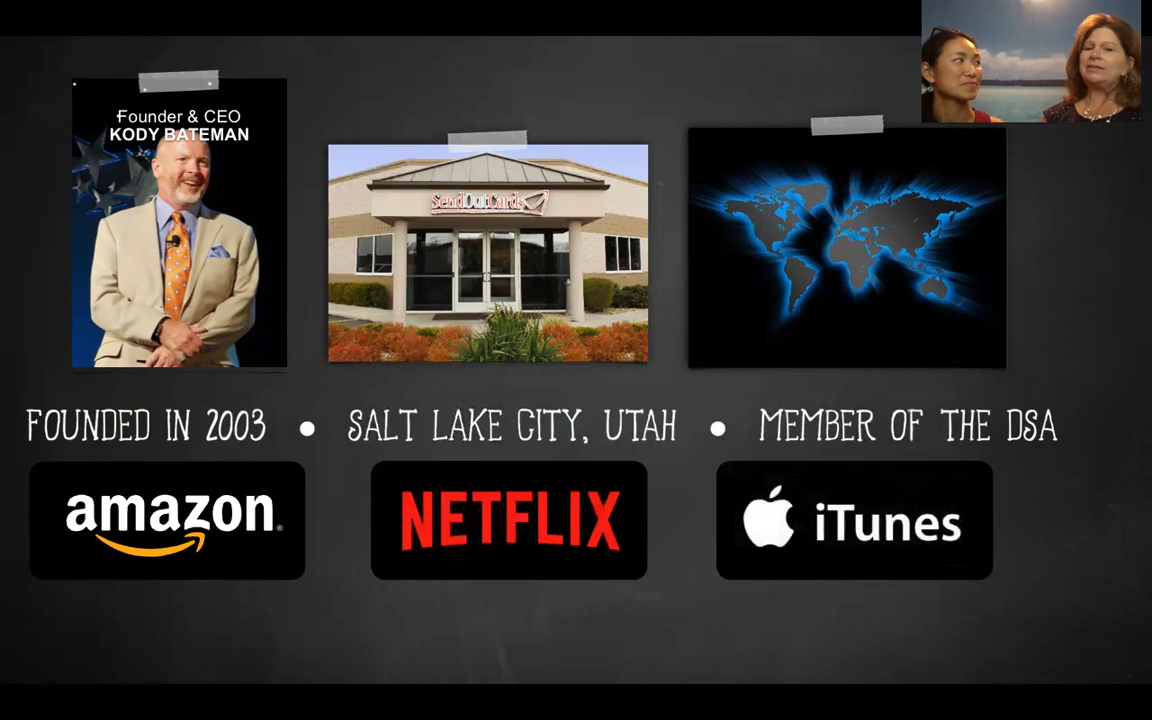 Founder & CEO
KODY BATEMAN
SendOutCards
FOUNDED IN 2003 • SALT LAKE CITY, UTAH • MEMBER OF THE DSA
amazon®
NETFLIX
iTunes